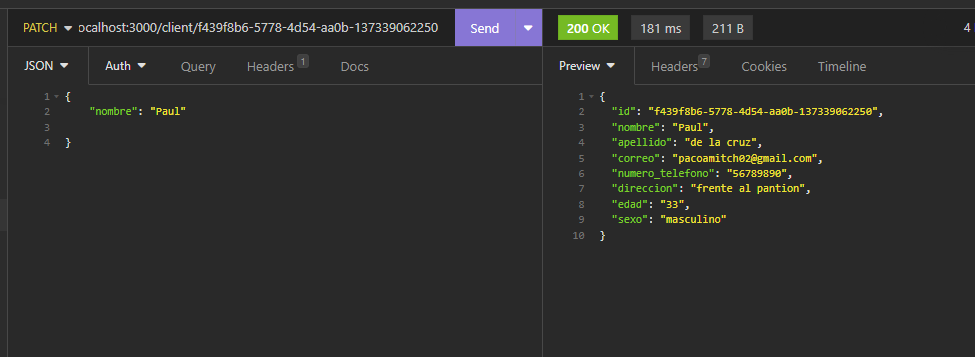 PATCH ocalhost:3000/client/f439f8b6-5778-4d54-aa0b-137339062250 Send 200 OK 181 ms 211 B 4
JSON Auth Query Headers 1 Docs Preview Headers 7 Cookies Timeline
1 {
2 "nombre": "Paul"
3
4 }
1 {
2 "id": "f439f8b6-5778-4d54-aa0b-137339062250",
3 "nombre": "Paul",
4 "apellido": "de la cruz",
5 "correo": "pacoamitch02@gmail.com",
6 "numero_telefono": "56789890",
7 "direccion": "frente al pantion",
8 "edad": "33",
9 "sexo": "masculino"
10 }